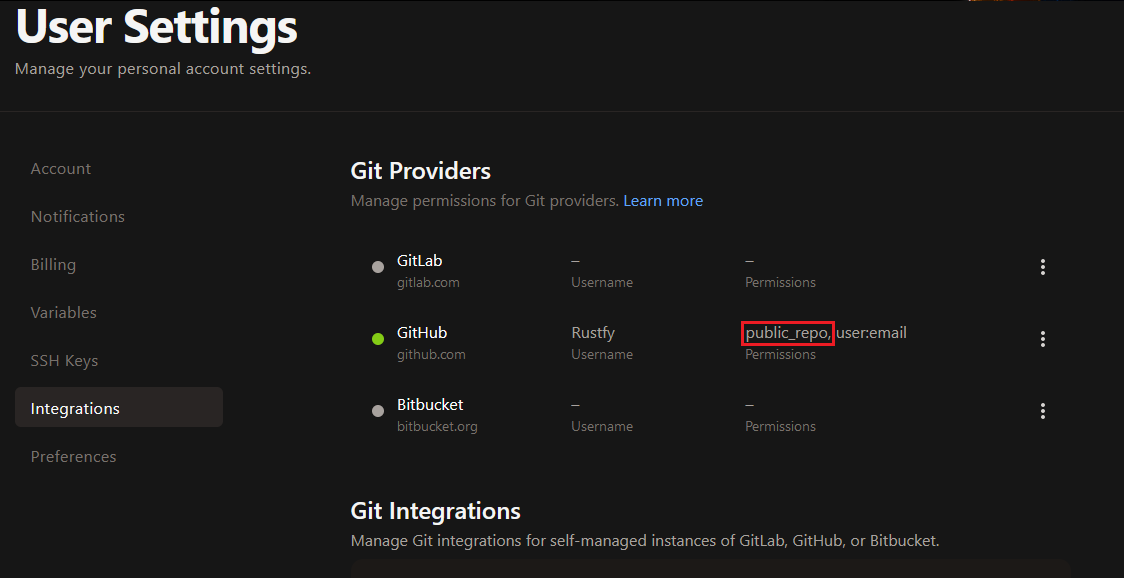 User Settings
Manage your personal account settings.
Account
Notifications
Billing
Variables
SSH Keys
Integrations
Preferences
Git Providers
Manage permissions for Git providers. Learn more
GitLab – –
gitlab.com Username Permissions
GitHub Rustfy public_repo, user:email
github.com Username Permissions
Bitbucket – –
bitbucket.org Username Permissions
Git Integrations
Manage Git integrations for self-managed instances of GitLab, GitHub, or Bitbucket.